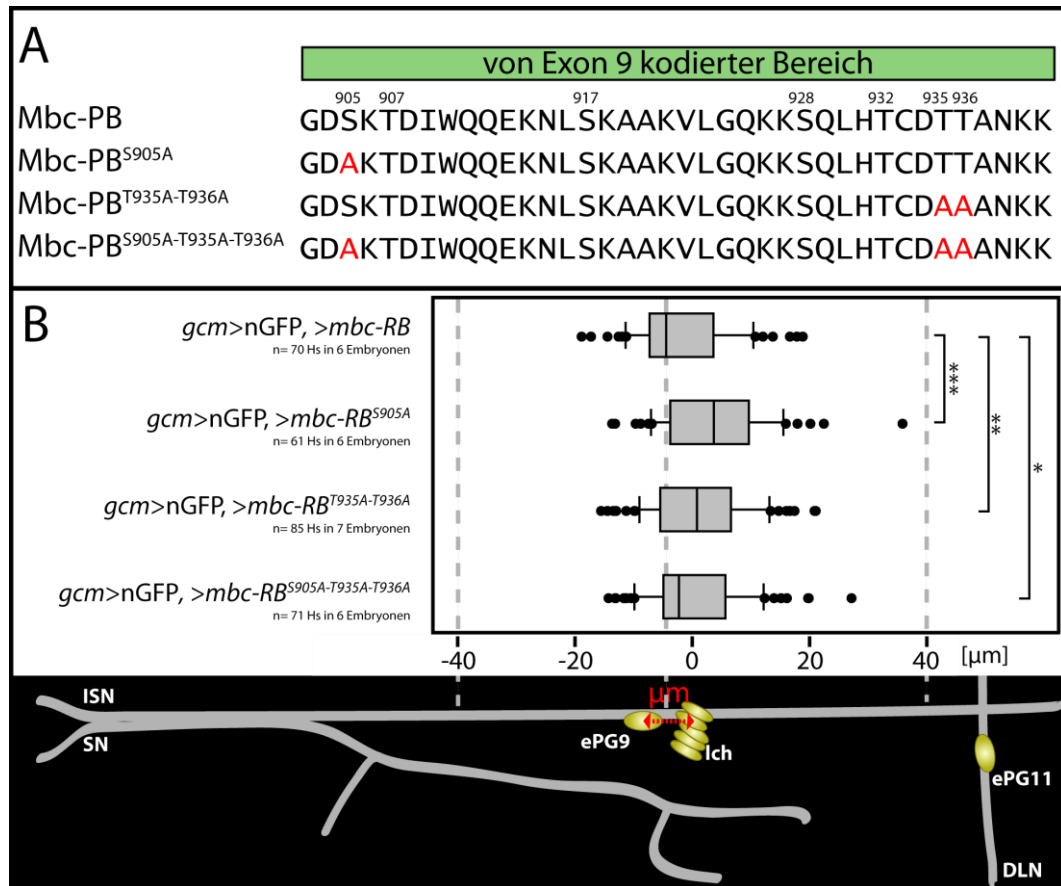 A
von Exon 9 kodierter Bereich
905 907 917 928 932 935 936
Mbc-PB GDSKTDIWQQEKNLSKAAKVLGQKKSQLHTCDTTANKK
Mbc-PBS905A GDAKTDIWQQEKNLSKAAKVLGQKKSQLHTCDTTANKK
Mbc-PBT935A-T936A GDSKTDIWQQEKNLSKAAKVLGQKKSQLHTCDAAANKK
Mbc-PBS905A-T935A-T936A GDAKTDIWQQEKNLSKAAKVLGQKKSQLHTCDAAANKK
B
gcm>nGFP, >mbc-RB
n= 70 Hs in 6 Embryonen
gcm>nGFP, >mbc-RBS905A
n= 61 Hs in 6 Embryonen
gcm>nGFP, >mbc-RBT935A-T936A
n= 85 Hs in 7 Embryonen
gcm>nGFP, >mbc-RBS905A-T935A-T936A
n= 71 Hs in 6 Embryonen
***
**
*
-40 -20 0 20 40 [µm]
ISN
SN
µm
ePG9
lch
ePG11
DLN